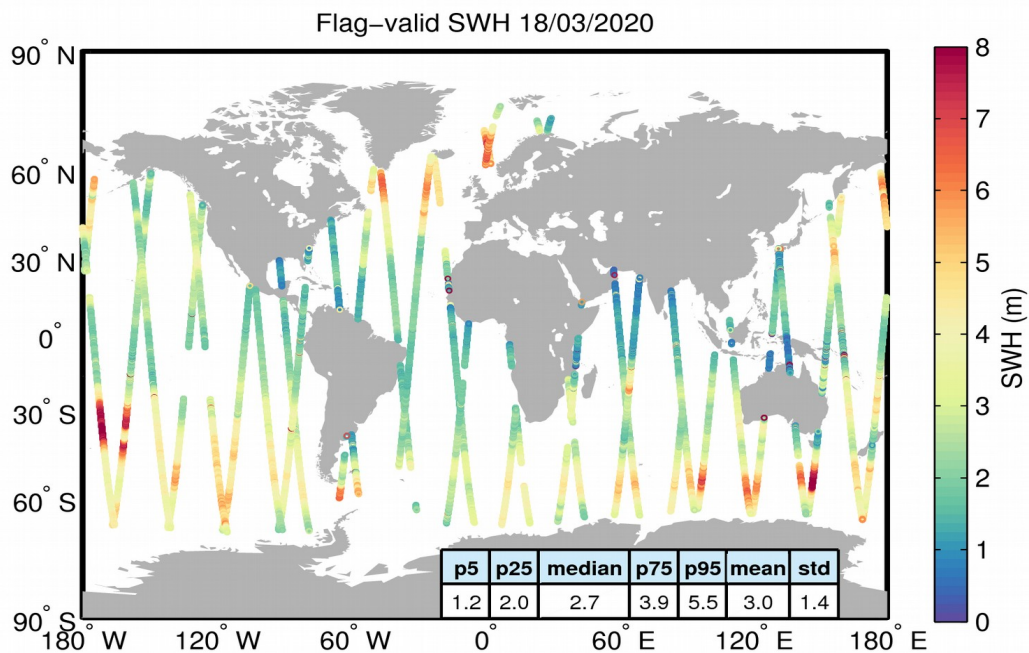 Flag−valid SWH 18/03/2020
90° N
60° N
30° N
0°
30° S
60° S
90° S
180° W
120° W
60° W
0°
60° E
120° E
180° E
p5 p25 median p75 p95 mean std
1.2 2.0 2.7 3.9 5.5 3.0 1.4
8
7
6
5
4
3
2
1
0
SWH (m)